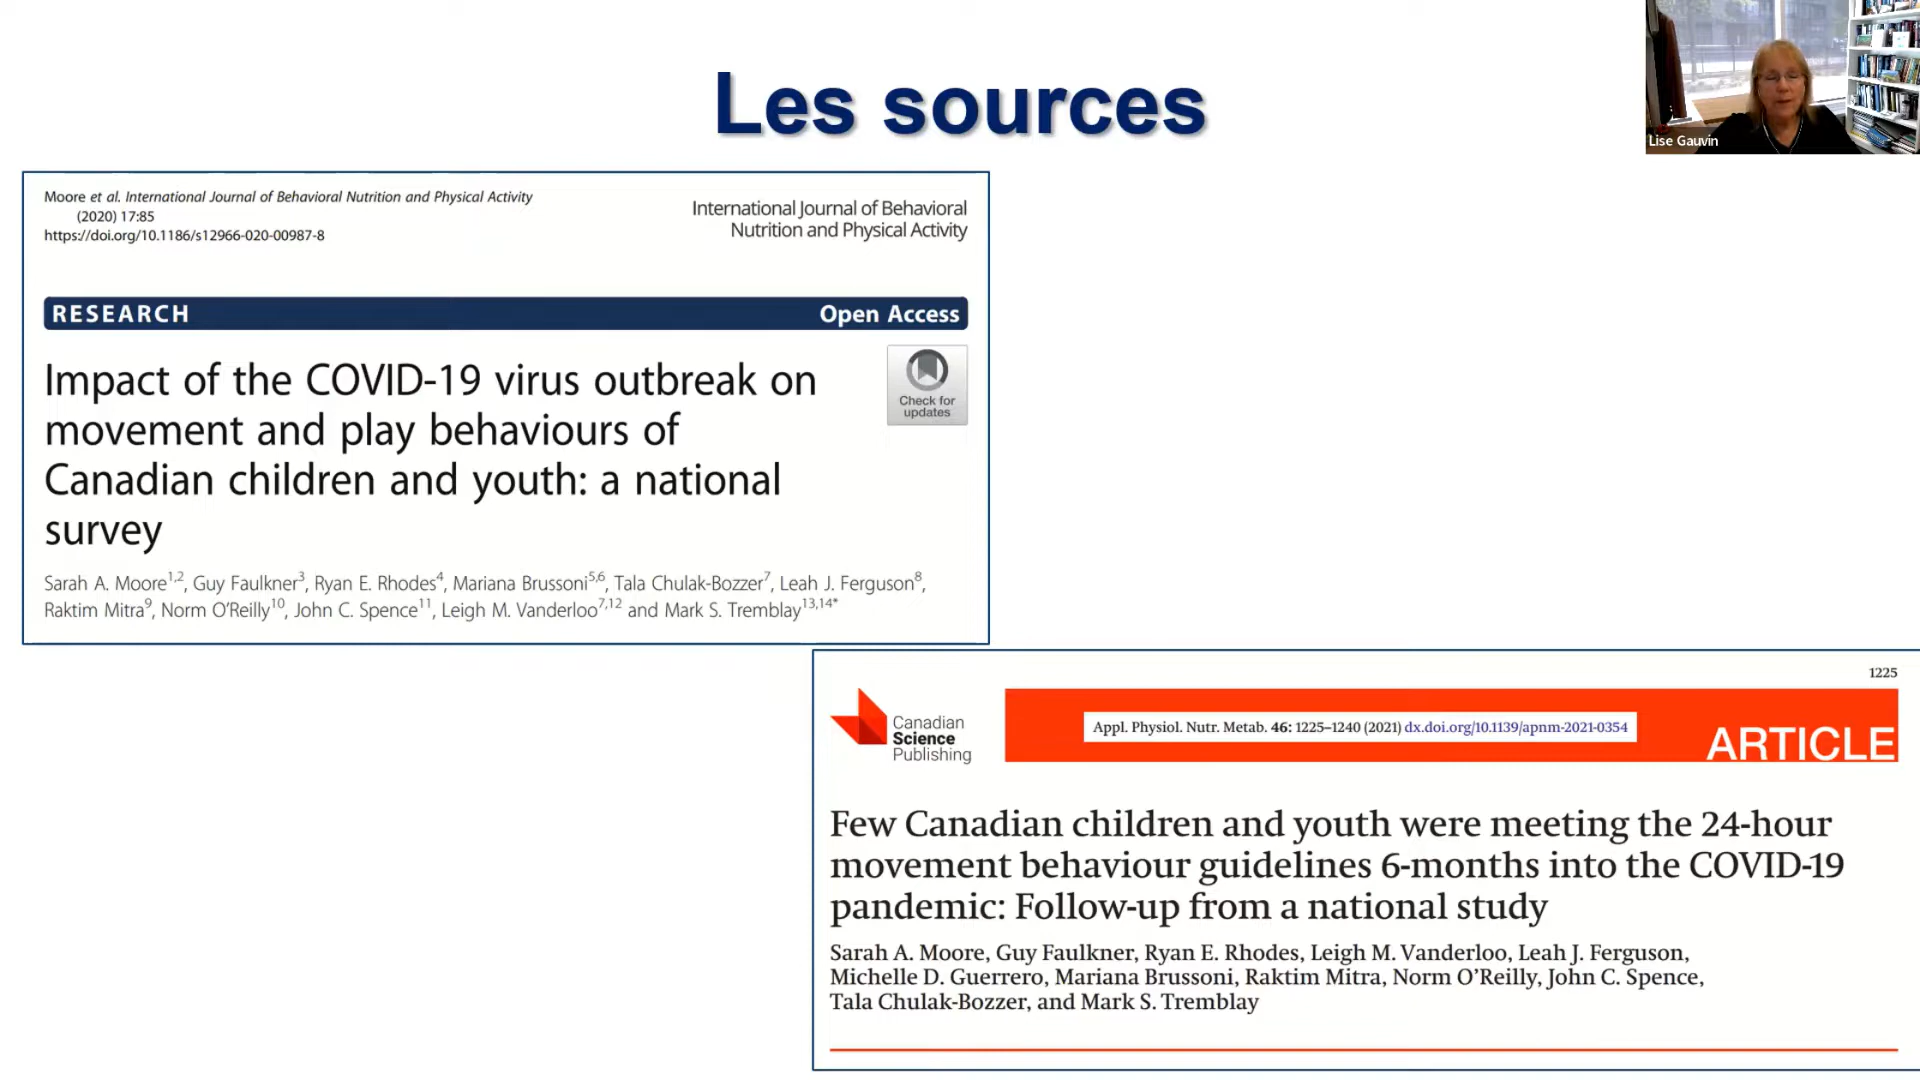 Les sources
Lise Gauvin
Moore et al. International Journal of Behavioral Nutrition and Physical Activity
(2020) 17:85
https://doi.org/10.1186/s12966-020-00987-8
International Journal of Behavioral
Nutrition and Physical Activity
RESEARCH Open Access
Impact of the COVID-19 virus outbreak on
movement and play behaviours of
Canadian children and youth: a national
survey
Check for
updates
Sarah A. Moore1,2, Guy Faulkner3, Ryan E. Rhodes4, Mariana Brussoni5,6, Tala Chulak-Bozzer7, Leah J. Ferguson8,
Raktim Mitra9, Norm O'Reilly10, John C. Spence11, Leigh M. Vanderloo7,12 and Mark S. Tremblay13,14*
1225
Canadian
Science
Publishing
Appl. Physiol. Nutr. Metab. 46: 1225–1240 (2021) dx.doi.org/10.1139/apnm-2021-0354
ARTICLE
Few Canadian children and youth were meeting the 24-hour
movement behaviour guidelines 6-months into the COVID-19
pandemic: Follow-up from a national study
Sarah A. Moore, Guy Faulkner, Ryan E. Rhodes, Leigh M. Vanderloo, Leah J. Ferguson,
Michelle D. Guerrero, Mariana Brussoni, Raktim Mitra, Norm O'Reilly, John C. Spence,
Tala Chulak-Bozzer, and Mark S. Tremblay